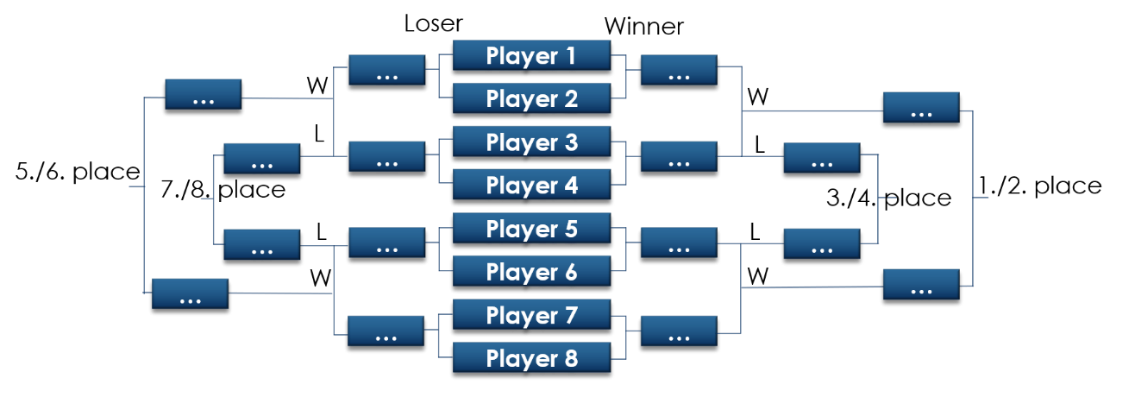 Loser
Winner
Player 1
...
...
Player 2
W
W
...
...
Player 3
L
L
...
...
...
...
Player 4
5./6. place
7./8. place
3./4. place
1./2. place
Player 5
L
L
...
...
...
...
Player 6
W
W
...
...
Player 7
...
...
Player 8